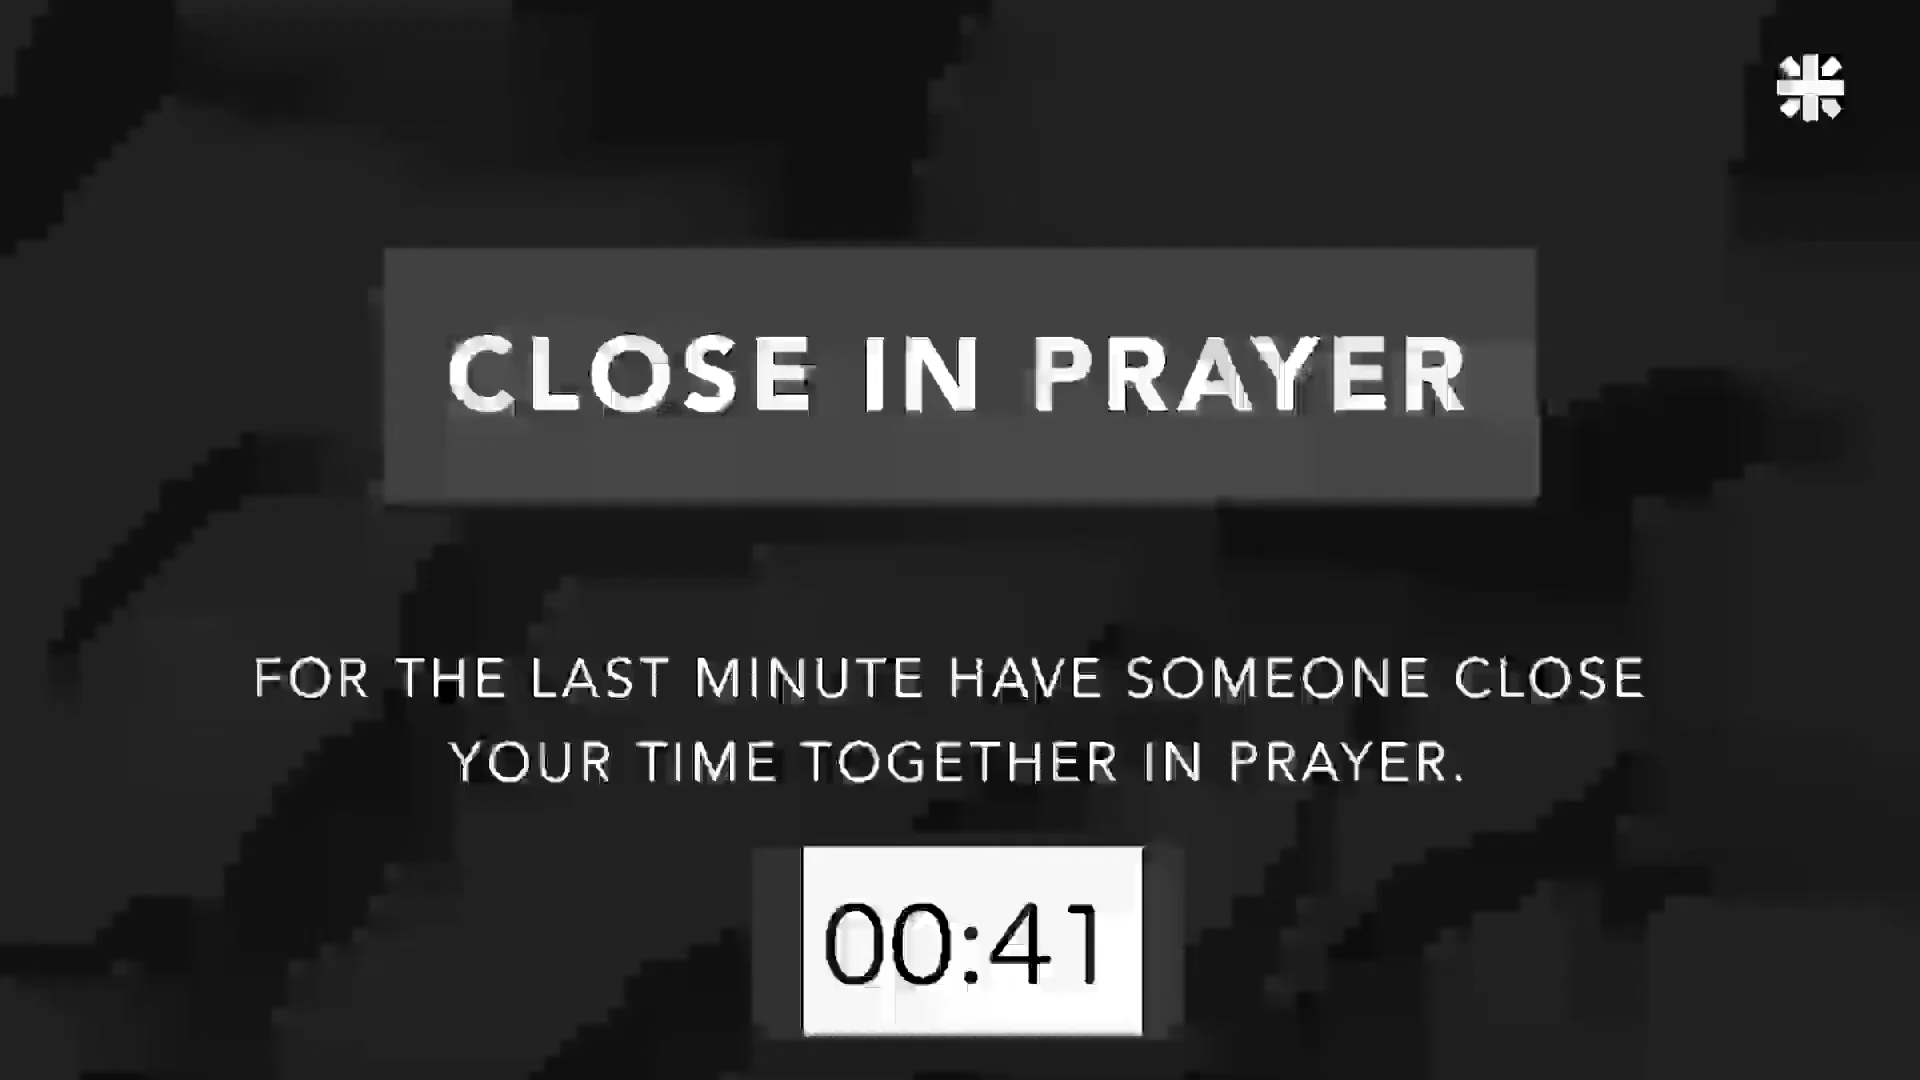 CLOSE IN PRAYER
FOR THE LAST MINUTE HAVE SOMEONE CLOSE
YOUR TIME TOGETHER IN PRAYER.
00:41